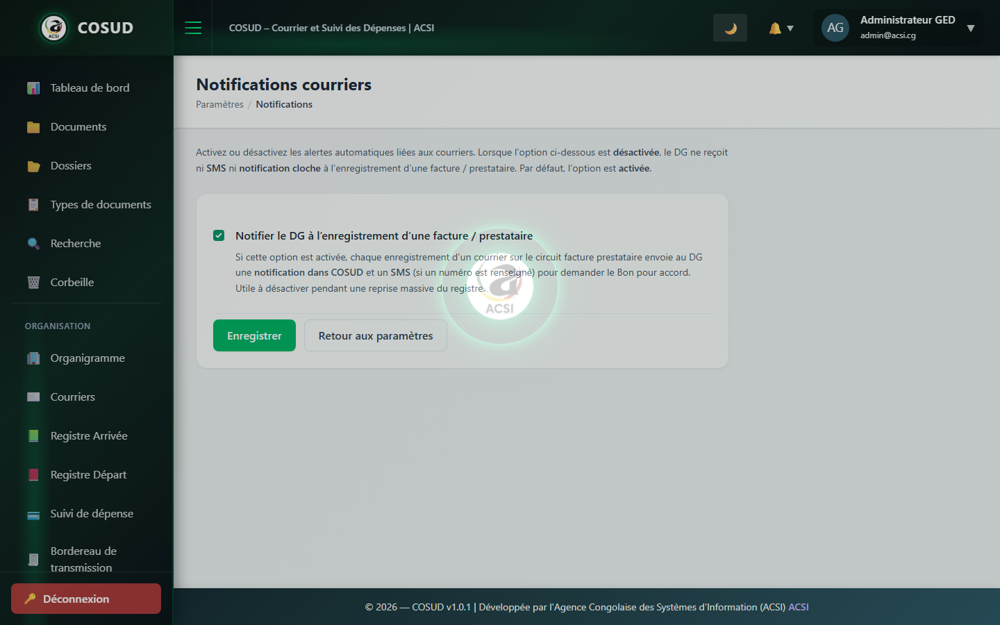 ACSI
COSUD
COSUD – Courrier et Suivi des Dépenses | ACSI
AG
Administrateur GED
admin@acsi.cg
Tableau de bord
Documents
Dossiers
Types de documents
Recherche
Corbeille
ORGANISATION
Organigramme
Courriers
Registre Arrivée
Registre Départ
Suivi de dépense
Bordereau de
transmission
Déconnexion
Notifications courriers
Paramètres / Notifications
Activez ou désactivez les alertes automatiques liées aux courriers. Lorsque l’option ci-dessous est désactivée, le DG ne reçoit
ni SMS ni notification cloche à l’enregistrement d’une facture / prestataire. Par défaut, l’option est activée.
Notifier le DG à l’enregistrement d’une facture / prestataire
Si cette option est activée, chaque enregistrement d’un courrier sur le circuit facture prestataire envoie au DG
une notification dans COSUD et un SMS (si un numéro est renseigné) pour demander le Bon pour accord.
Utile à désactiver pendant une reprise massive du registre.
ACSI
Enregistrer
Retour aux paramètres
© 2026 — COSUD v1.0.1 | Développée par l'Agence Congolaise des Systèmes d'Information (ACSI) ACSI